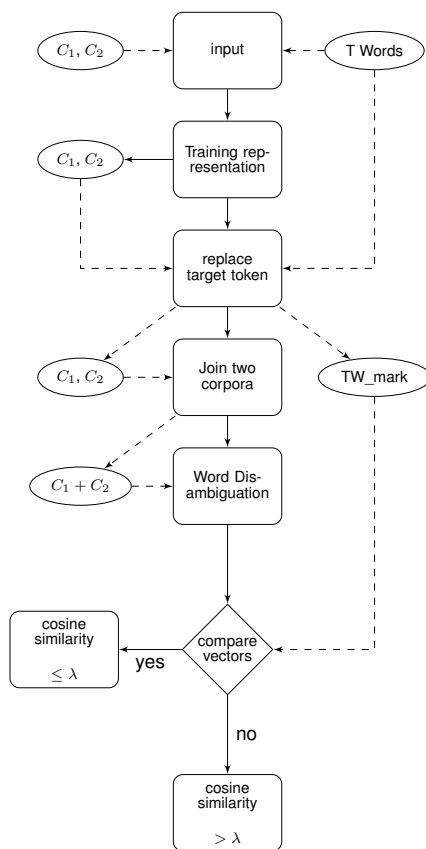 C₁, C₂
input
T Words
C₁, C₂
Training rep-
resentation
replace
target token
C₁, C₂
Join two
corpora
TW_mark
C₁ + C₂
Word Dis-
ambiguation
cosine
similarity
≤ λ
yes
compare
vectors
no
cosine
similarity
> λ